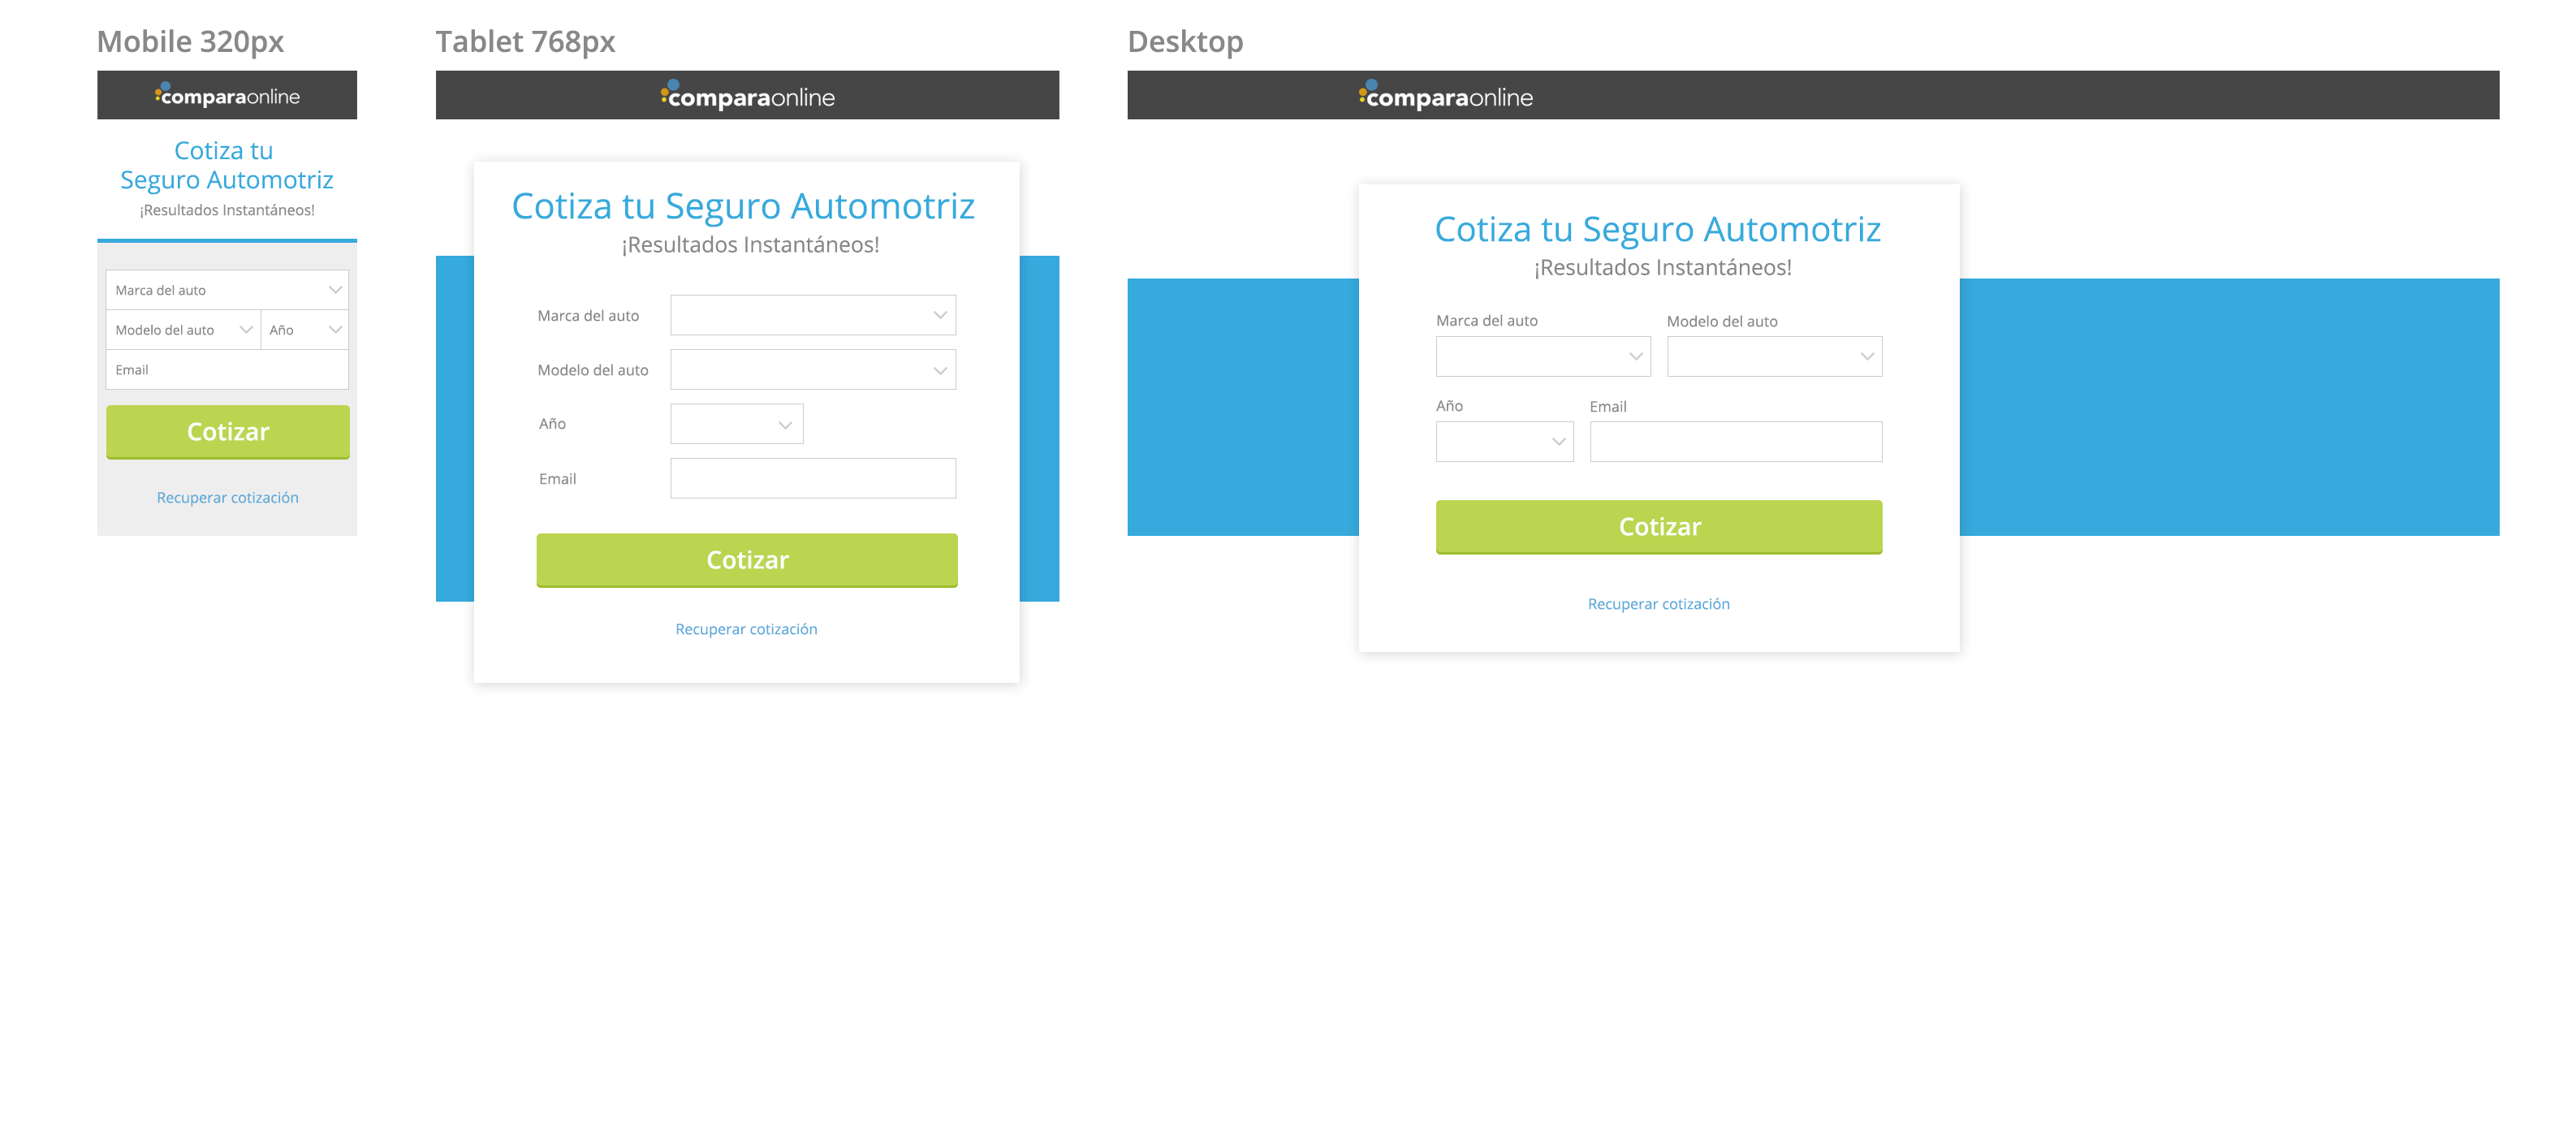 Mobile 320px
comparaonline
Cotiza tu
Seguro Automotriz
¡Resultados Instantáneos!
Marca del auto
Modelo del auto
Año
Email
Cotizar
Recuperar cotización
Tablet 768px
comparaonline
Cotiza tu Seguro Automotriz
¡Resultados Instantáneos!
Marca del auto
Modelo del auto
Año
Email
Cotizar
Recuperar cotización
Desktop
comparaonline
Cotiza tu Seguro Automotriz
¡Resultados Instantáneos!
Marca del auto
Modelo del auto
Año
Email
Cotizar
Recuperar cotización